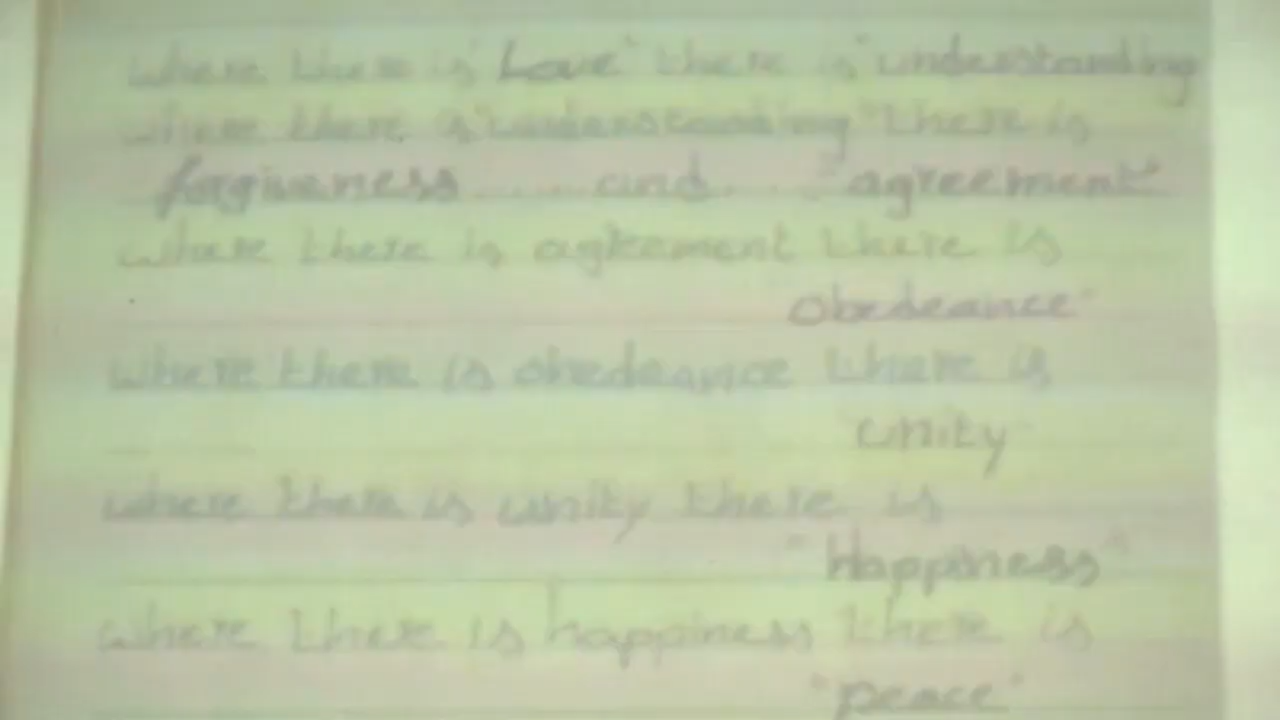 where there is "Love" there is "understanding
where there is "understanding" there is
forgiveness and "agreement"
where there is agreement there is
obedeance"
where there is obedeance there is
unity
where there is unity there is
"Happiness"
where there is happiness there is
"peace"